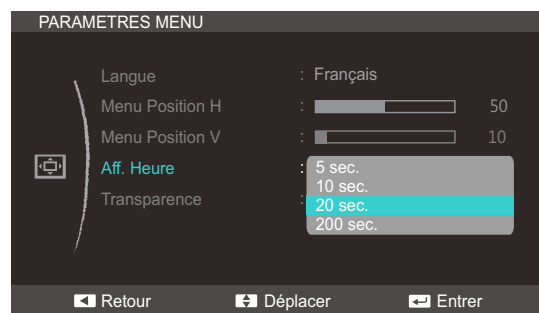 PARAMETRES MENU
Langue : Français
Menu Position H : 50
Menu Position V : 10
Aff. Heure : 5 sec.
10 sec.
Transparence : 20 sec.
200 sec.
Retour Déplacer Entrer